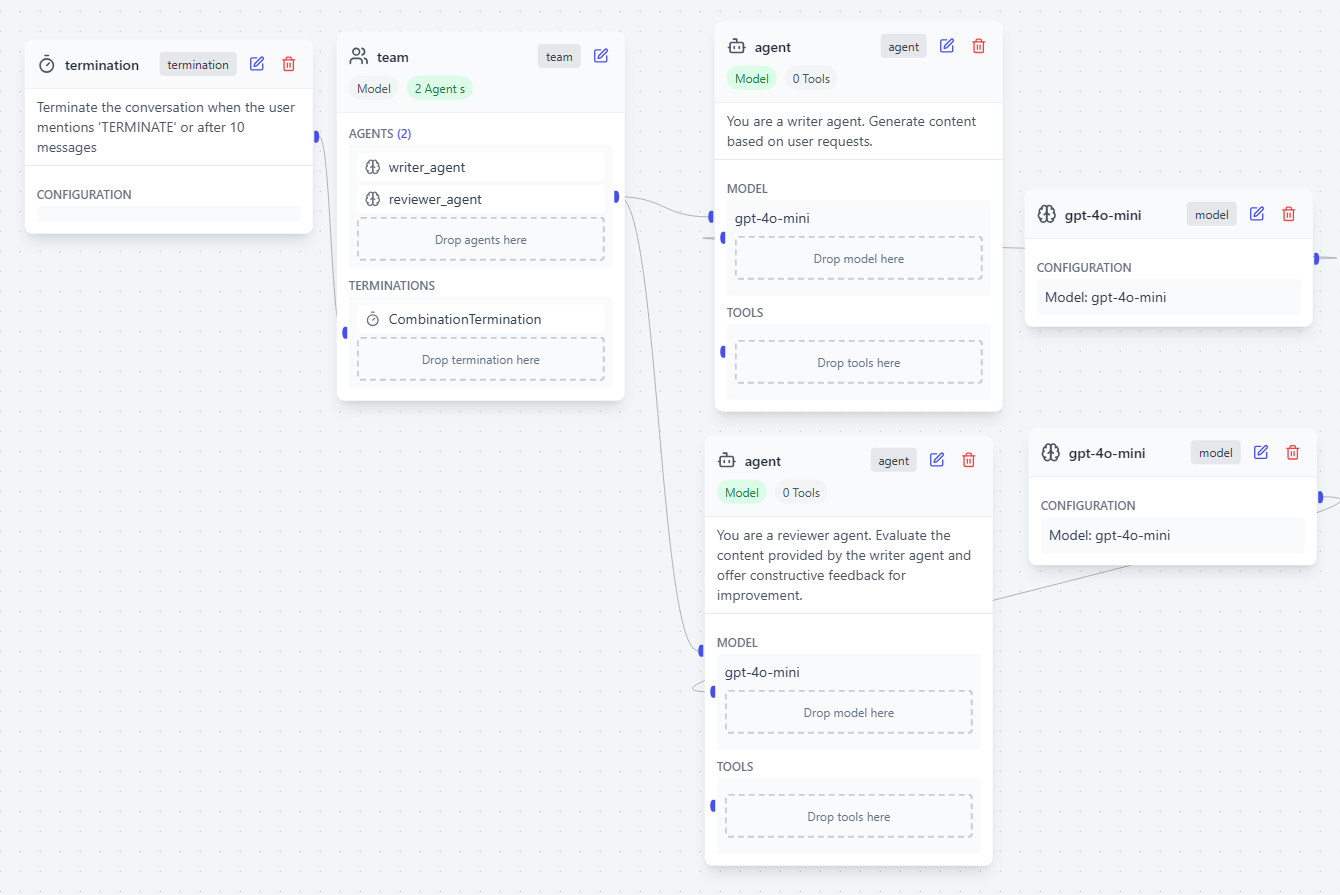 termination
termination
Terminate the conversation when the user
mentions 'TERMINATE' or after 10
messages
CONFIGURATION
team
team
Model
2 Agent s
AGENTS (2)
writer_agent
reviewer_agent
Drop agents here
TERMINATIONS
CombinationTermination
Drop termination here
agent
agent
Model
0 Tools
You are a writer agent. Generate content
based on user requests.
MODEL
gpt-4o-mini
Drop model here
TOOLS
Drop tools here
gpt-4o-mini
model
CONFIGURATION
Model: gpt-4o-mini
agent
agent
Model
0 Tools
You are a reviewer agent. Evaluate the
content provided by the writer agent and
offer constructive feedback for
improvement.
MODEL
gpt-4o-mini
Drop model here
TOOLS
Drop tools here
gpt-4o-mini
model
CONFIGURATION
Model: gpt-4o-mini